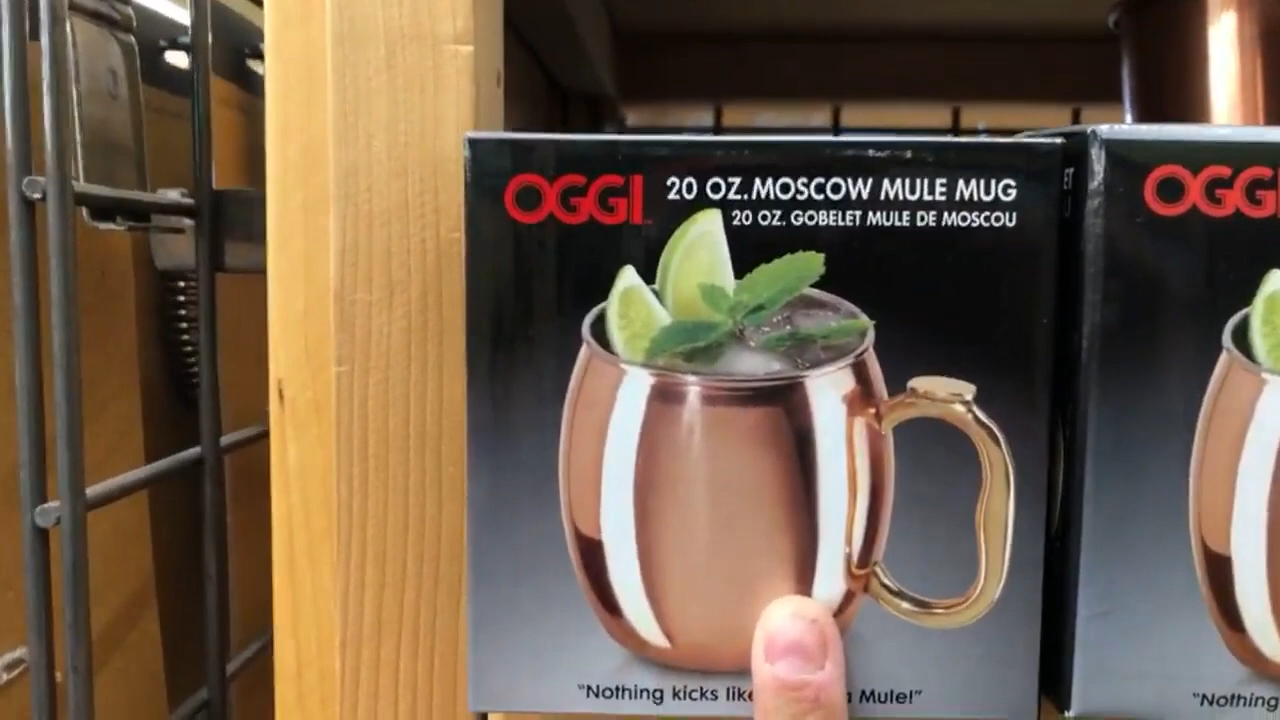 OGGI
20 OZ. MOSCOW MULE MUG
20 OZ. GOBELET MULE DE MOSCOU
"Nothing kicks like a Mule!"
OGGI
"Nothing